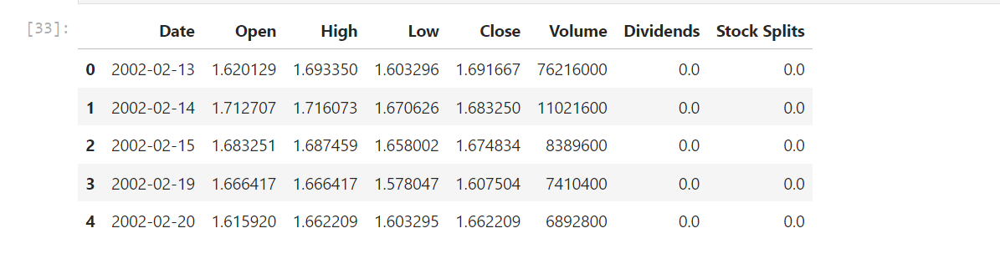 [33]:
Date Open High Low Close Volume Dividends Stock Splits
0 2002-02-13 1.620129 1.693350 1.603296 1.691667 76216000 0.0 0.0
1 2002-02-14 1.712707 1.716073 1.670626 1.683250 11021600 0.0 0.0
2 2002-02-15 1.683251 1.687459 1.658002 1.674834 8389600 0.0 0.0
3 2002-02-19 1.666417 1.666417 1.578047 1.607504 7410400 0.0 0.0
4 2002-02-20 1.615920 1.662209 1.603295 1.662209 6892800 0.0 0.0